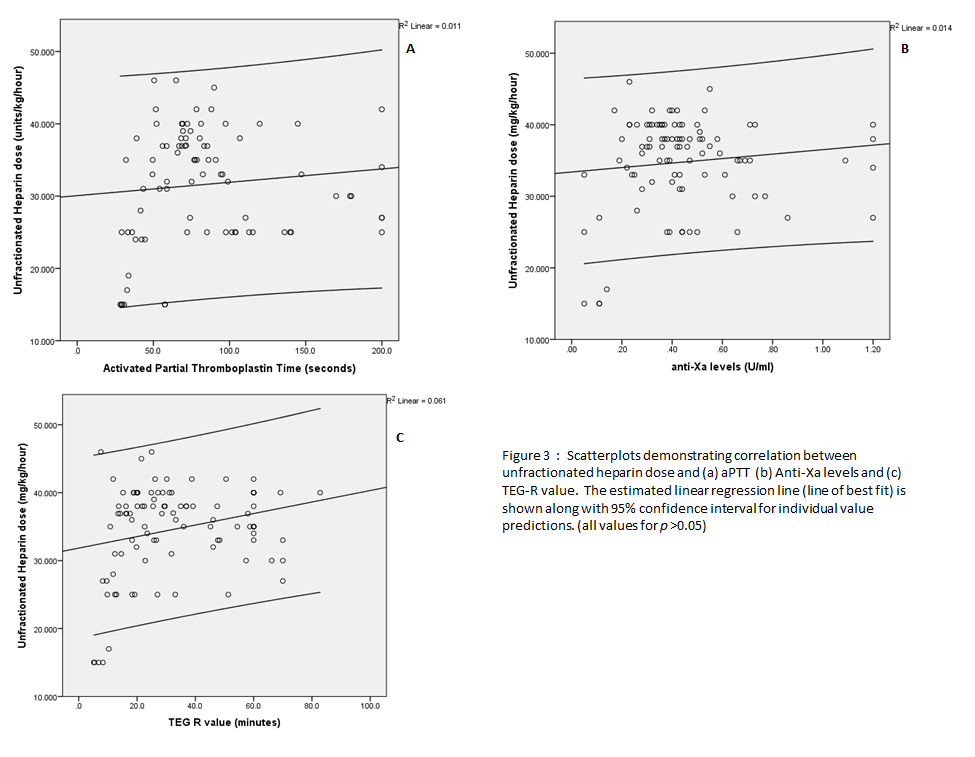 R2 Linear = 0.011
A
Unfractionated Heparin dose (units/kg/hour)
50.000
40.000
30.000
20.000
10.000
.0 50.0 100.0 150.0 200.0
Activated Partial Thromboplastin Time (seconds)
R2 Linear = 0.014
B
Unfractionated Heparin dose (mg/kg/hour)
50.000
40.000
30.000
20.000
10.000
.00 .20 .40 .60 .80 1.00 1.20
anti-Xa levels (U/ml)
R2 Linear = 0.061
C
Unfractionated Heparin dose (mg/kg/hour)
50.000
40.000
30.000
20.000
10.000
.0 20.0 40.0 60.0 80.0 100.0
TEG R value (minutes)
Figure 3 : Scatterplots demonstrating correlation between
unfractionated heparin dose and (a) aPTT (b) Anti-Xa levels and (c)
TEG-R value. The estimated linear regression line (line of best fit) is
shown along with 95% confidence interval for individual value
predictions. (all values for p >0.05)